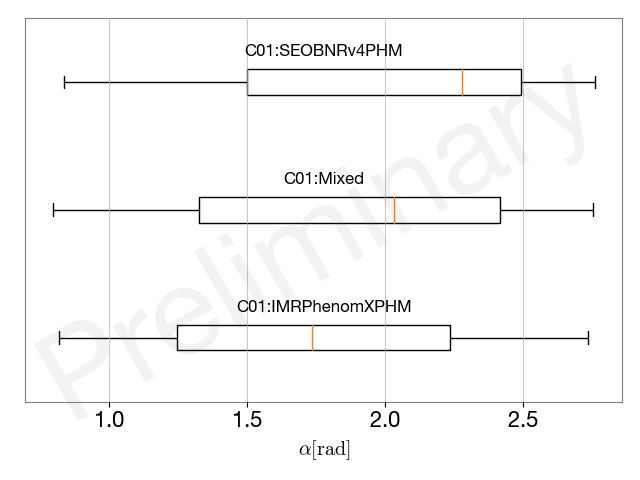 C01:SEOBNRv4PHM
C01:Mixed
C01:IMRPhenomXPHM
Preliminary
1.0 1.5 2.0 2.5
α[rad]